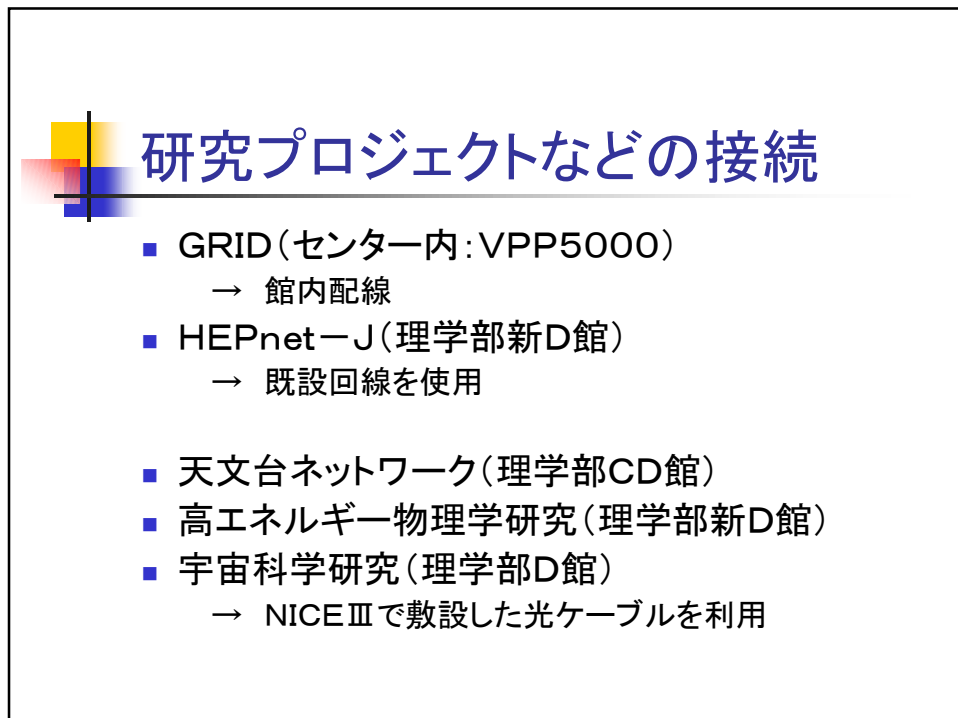 研究プロジェクトなどの接続
■ GRID(センター内:VPP5000)
→ 館内配線
■ HEPnet－J(理学部新D館)
→ 既設回線を使用
■ 天文台ネットワーク(理学部CD館)
■ 高エネルギー物理学研究(理学部新D館)
■ 宇宙科学研究(理学部D館)
→ NICEⅢで敷設した光ケーブルを利用